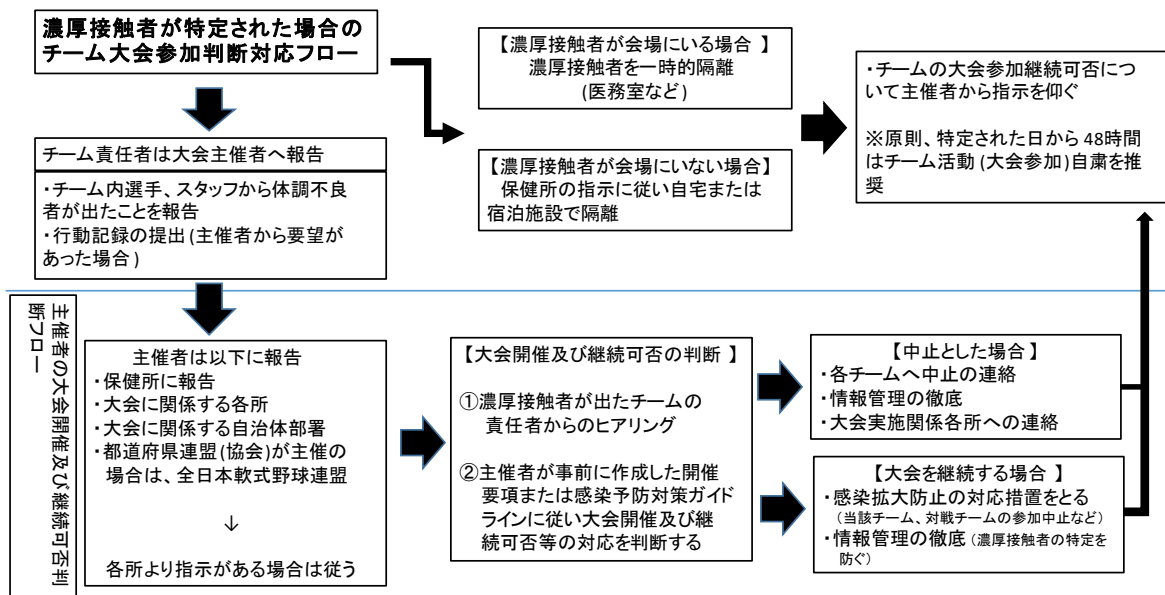 濃厚接触者が特定された場合の
チーム大会参加判断対応フロー
チーム責任者は大会主催者へ報告
・チーム内選手、スタッフから体調不良
者が出たことを報告
・行動記録の提出(主催者から要望が
あった場合)
【濃厚接触者が会場にいる場合 】
濃厚接触者を一時的隔離
(医務室など)
【濃厚接触者が会場にいない場合】
保健所の指示に従い自宅または
宿泊施設で隔離
・チームの大会参加継続可否につ
いて主催者から指示を仰ぐ
※原則、特定された日から 48時間
はチーム活動 (大会参加)自粛を推
奨
主催者の大会開催及び継続可否判
断フロー
主催者は以下に報告
・保健所に報告
・大会に関係する各所
・大会に関係する自治体部署
・都道府県連盟(協会)が主催の
場合は、全日本軟式野球連盟
↓
各所より指示がある場合は従う
【大会開催及び継続可否の判断 】
①濃厚接触者が出たチームの
責任者からのヒアリング
②主催者が事前に作成した開催
要項または感染予防対策ガイド
ラインに従い大会開催及び継
続可否等の対応を判断する
【中止とした場合 】
・各チームへ中止の連絡
・情報管理の徹底
・大会実施関係各所への連絡
【大会を継続する場合 】
・感染拡大防止の対応措置をとる
(当該チーム、対戦チームの参加中止など)
・情報管理の徹底 (濃厚接触者の特定を
防ぐ)